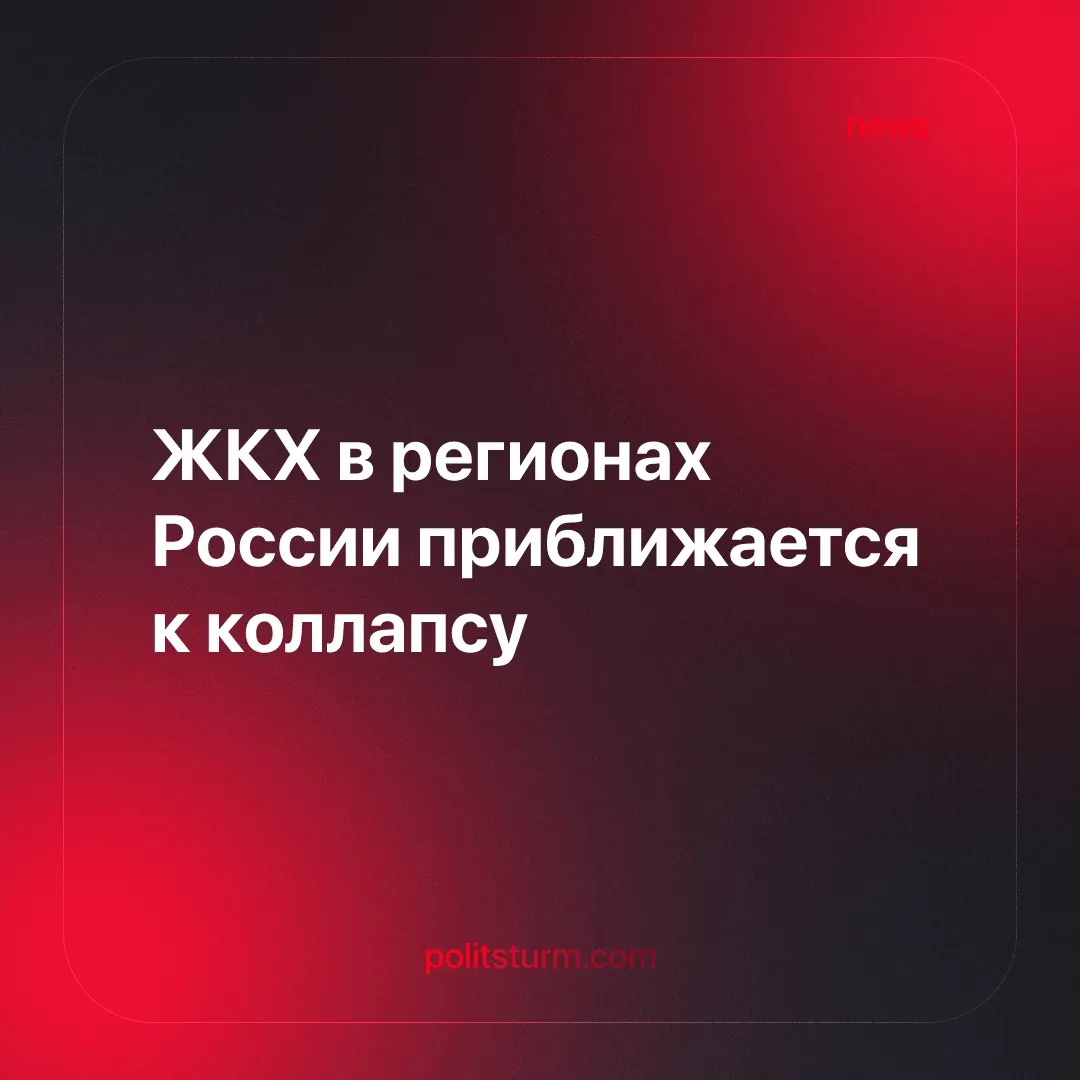 news
ЖКХ в регионах
России приближается
к коллапсу
politsturm.com